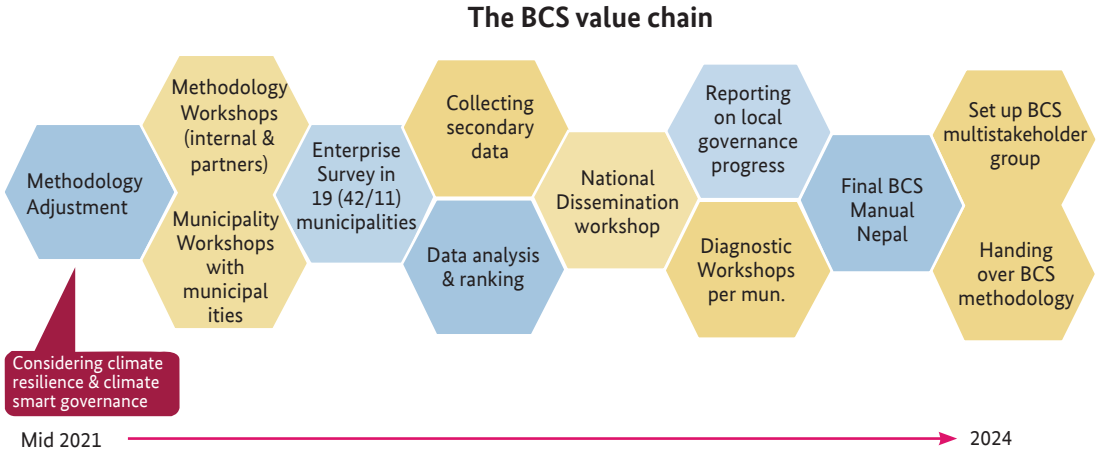 The BCS value chain
Methodology
Adjustment
Methodology
Workshops
(internal &
partners)
Municipality
Workshops
with
municipal
ities
Enterprise
Survey in
19 (42/11)
municipalities
Collecting
secondary
data
Data analysis
& ranking
National
Dissemination
workshop
Reporting
on local
governance
progress
Diagnostic
Workshops
per mun.
Final BCS
Manual
Nepal
Set up BCS
multistakeholder
group
Handing
over BCS
methodology
Considering climate
resilience & climate
smart governance
Mid 2021
2024